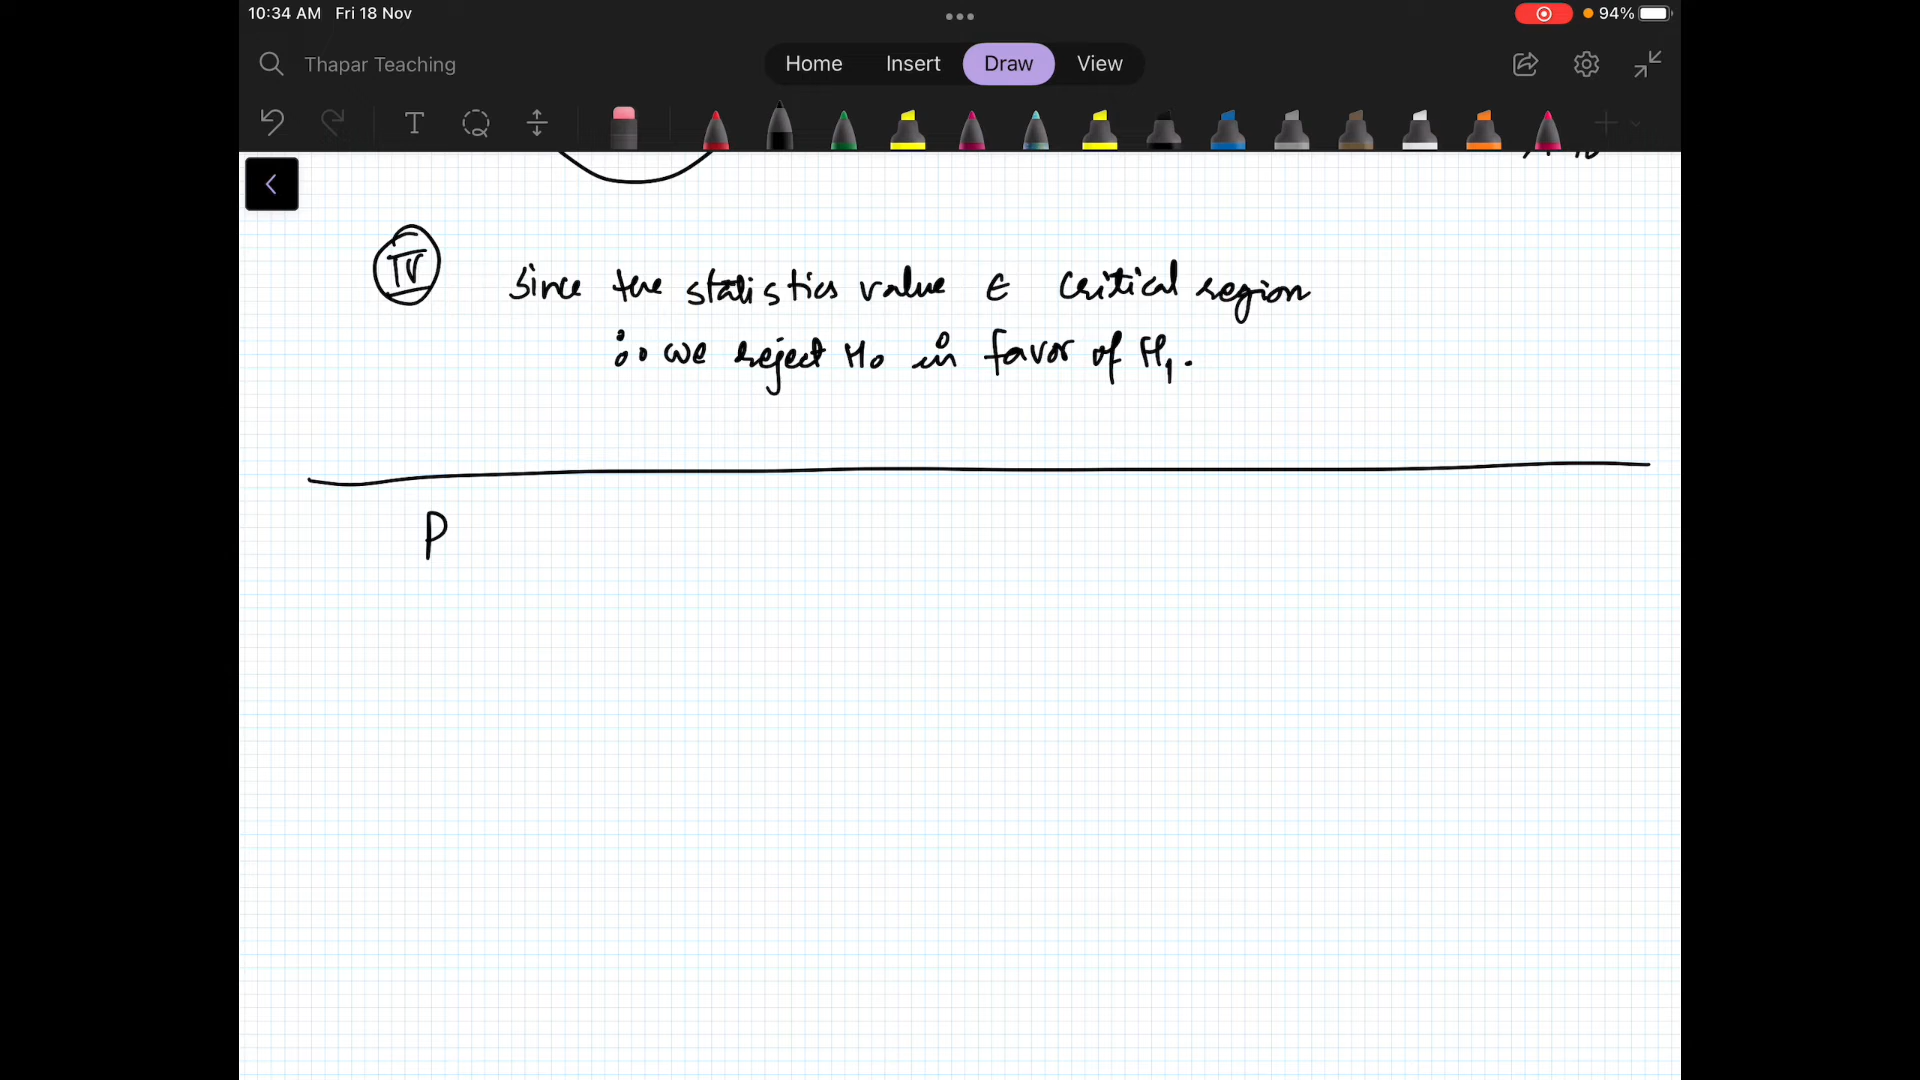 10:34 AM Fri 18 Nov
94%
Thapar Teaching
Home Insert Draw View
T
IV Since the statistics value ∈ critical region
∴ we reject H₀ in favor of H₁.
P